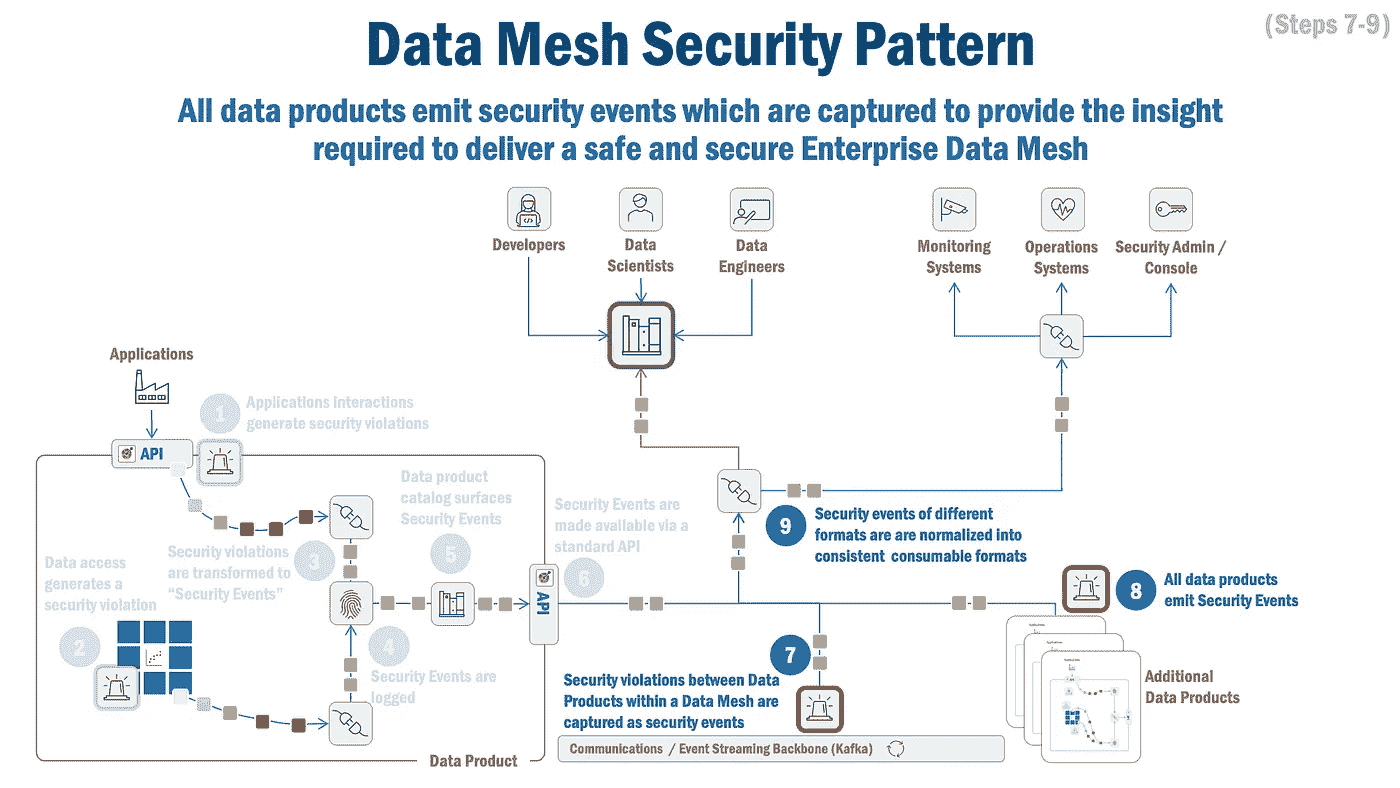 (Steps 7-9)
Data Mesh Security Pattern
All data products emit security events which are captured to provide the insight
required to deliver a safe and secure Enterprise Data Mesh
Developers
Data
Scientists
Data
Engineers
Monitoring
Systems
Operations
Systems
Security Admin /
Console
Applications
1
Applications Interactions
generate security violations
API
Data product
catalog surfaces
Security Events
5
Security Events are
made available via a
standard API
6
9
Security events of different
formats are are normalized into
consistent consumable formats
Data access
generates a
security violation
2
Security violations
are transformed to
"Security Events"
3
4
Security Events are
logged
API
8
All data products
emit Security Events
7
Security violations between Data
Products within a Data Mesh are
captured as security events
Additional
Data Products
Communications / Event Streaming Backbone (Kafka)
Data Product